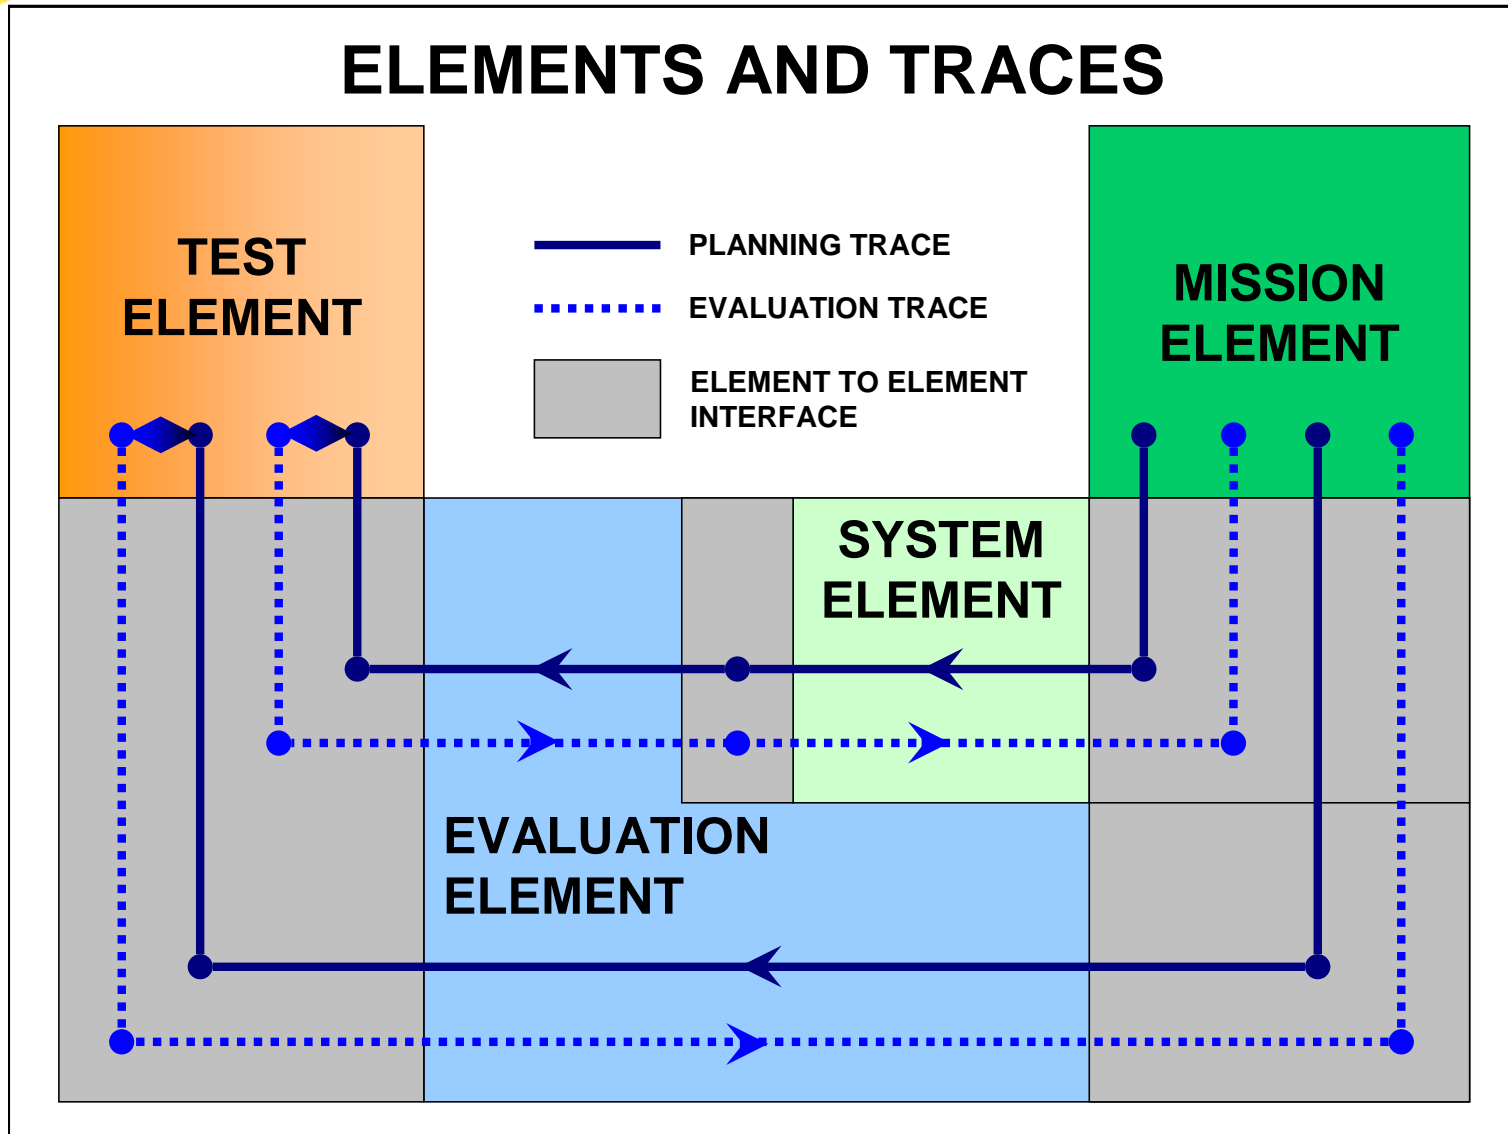 ELEMENTS AND TRACES
TEST
ELEMENT
PLANNING TRACE
EVALUATION TRACE
ELEMENT TO ELEMENT
INTERFACE
MISSION
ELEMENT
SYSTEM
ELEMENT
EVALUATION
ELEMENT